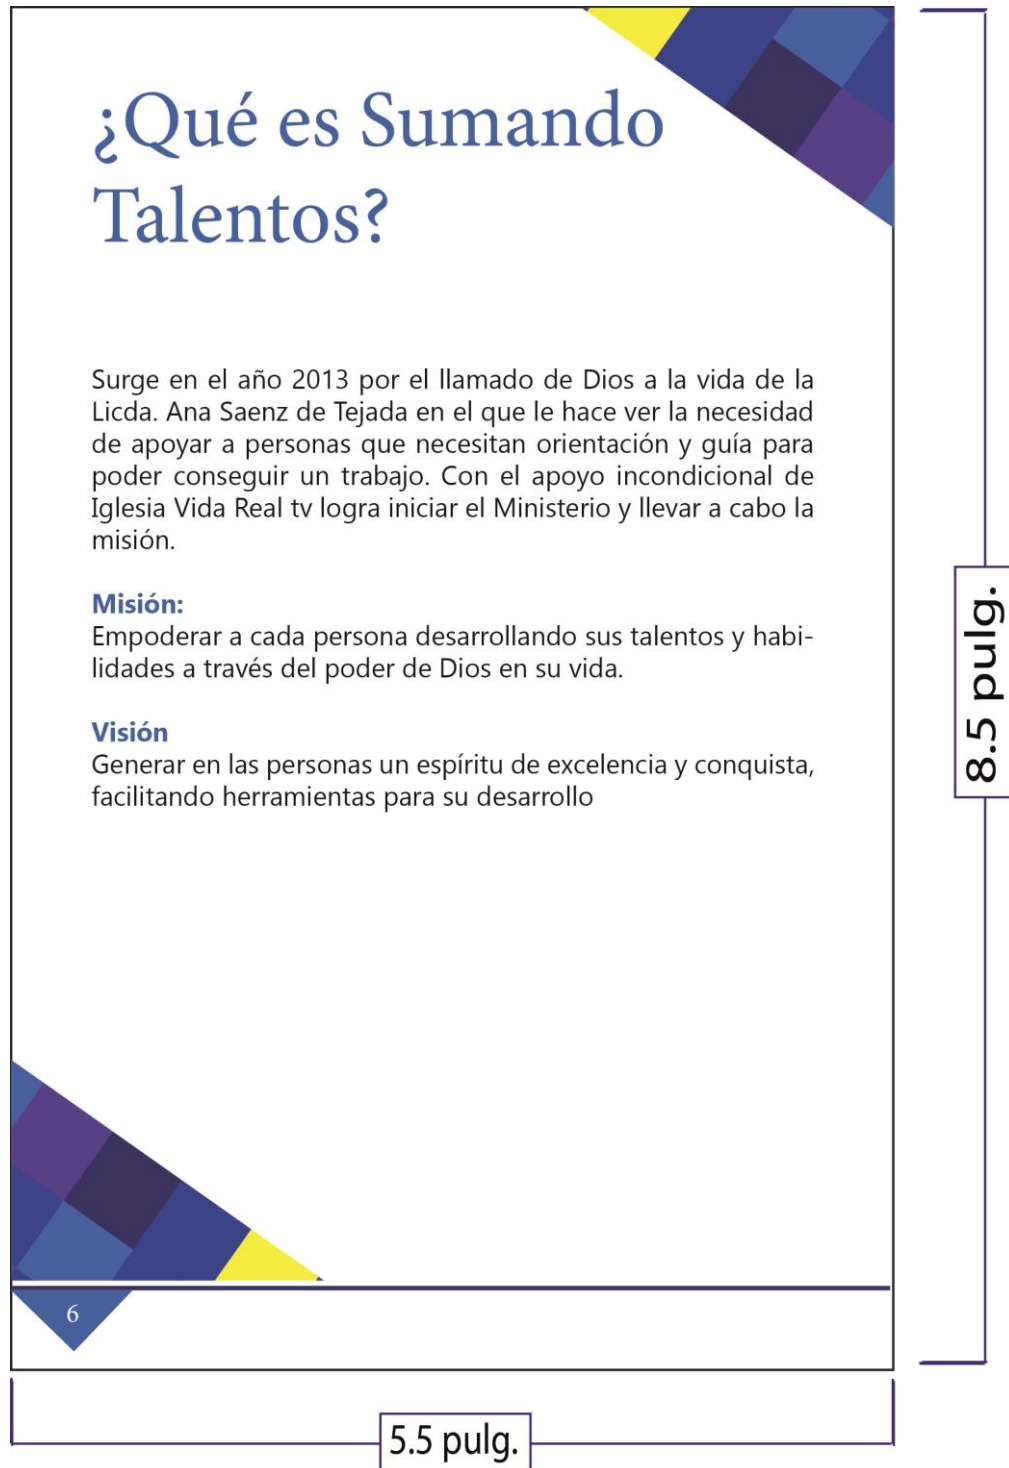 ¿Qué es Sumando
Talentos?
Surge en el año 2013 por el llamado de Dios a la vida de la
Licda. Ana Saenz de Tejada en el que le hace ver la necesidad
de apoyar a personas que necesitan orientación y guía para
poder conseguir un trabajo. Con el apoyo incondicional de
Iglesia Vida Real tv logra iniciar el Ministerio y llevar a cabo la
misión.
Misión:
Empoderar a cada persona desarrollando sus talentos y habi-
lidades a través del poder de Dios en su vida.
Visión
Generar en las personas un espíritu de excelencia y conquista,
facilitando herramientas para su desarrollo
6
8.5 pulg.
5.5 pulg.